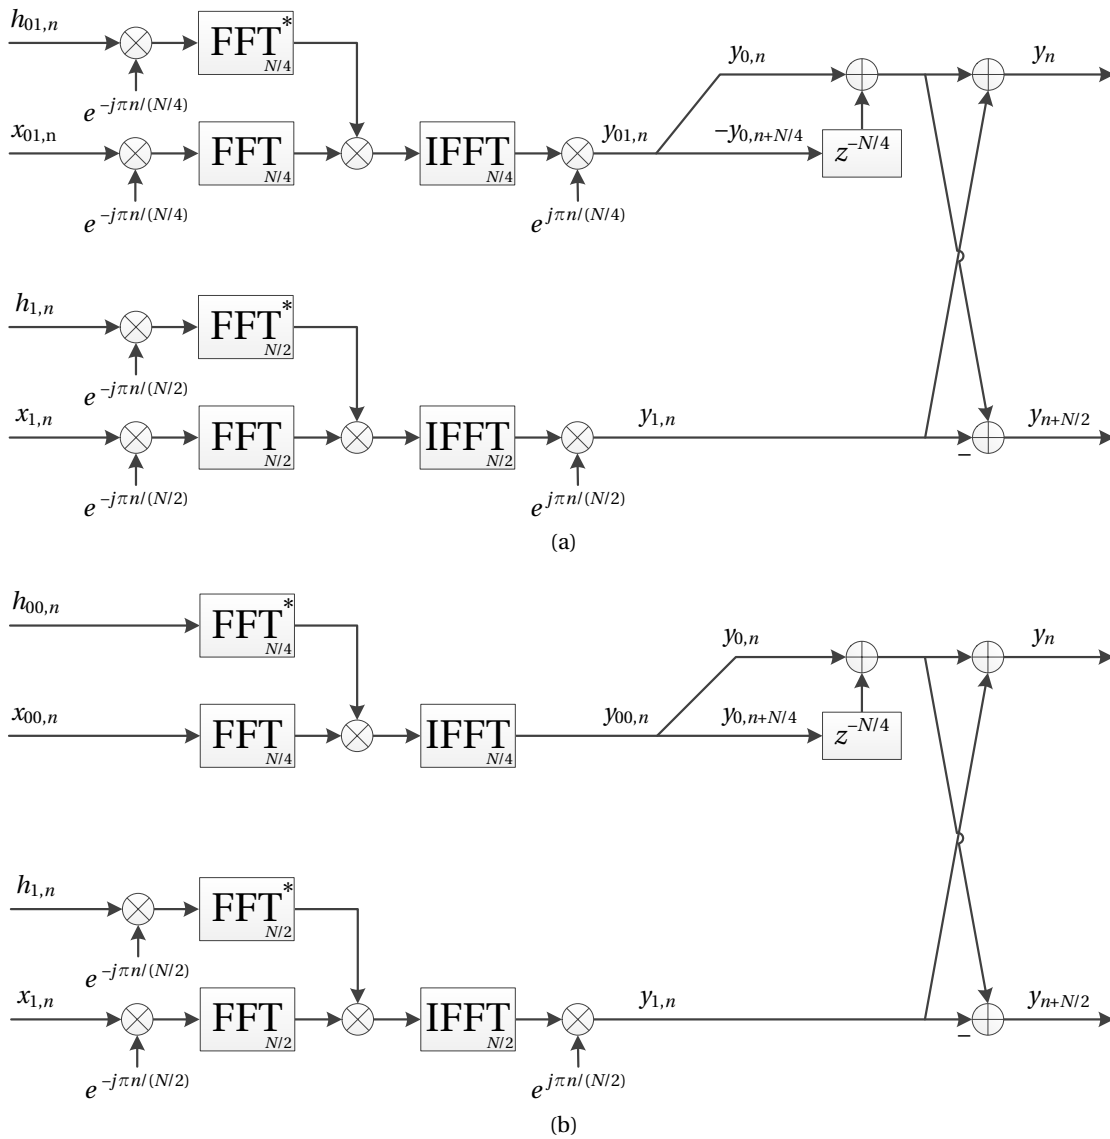 h01,n
FFT*
N/4
y0,n
yn
e-jπn/(N/4)
x01,n
FFT
N/4
IFFT
N/4
y01,n
-y0,n+N/4
z-N/4
e-jπn/(N/4)
ejπn/(N/4)
h1,n
FFT*
N/2
e-jπn/(N/2)
x1,n
FFT
N/2
IFFT
N/2
y1,n
yn+N/2
−
e-jπn/(N/2)
ejπn/(N/2)
(a)
h00,n
FFT*
N/4
y0,n
yn
x00,n
FFT
N/4
IFFT
N/4
y00,n
y0,n+N/4
z-N/4
h1,n
FFT*
N/2
e-jπn/(N/2)
x1,n
FFT
N/2
IFFT
N/2
y1,n
yn+N/2
−
e-jπn/(N/2)
ejπn/(N/2)
(b)